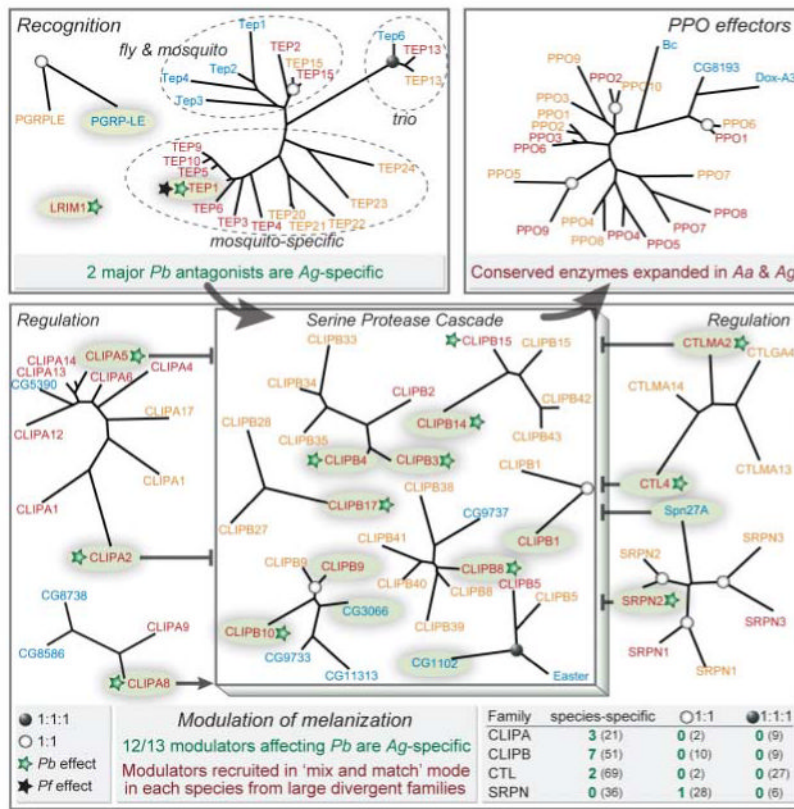 Recognition
fly & mosquito
Tep1
TEP2
TEP15
TEP15
Tep2
Tep4
Tep3
Tep6
TEP13
TEP13
trio
PGRPLE
PGRP-LE
TEP9
TEP10
TEP5
TEP1
TEP6
TEP3
TEP4
TEP20
TEP21
TEP22
TEP23
TEP24
LRIM1
mosquito-specific
2 major Pb antagonists are Ag-specific
PPO effectors
Bc
CG8193
Dox-A3
PPO9
PPO2
PPO10
PPO3
PPO1
PPO2
PPO3
PPO6
PPO6
PPO1
PPO5
PPO7
PPO9
PPO4
PPO8
PPO4
PPO5
PPO7
PPO8
Conserved enzymes expanded in Aa & Ag
Regulation
CLIPA14
CLIPA13
CG5390
CLIPA5
CLIPA6
CLIPA4
CLIPA17
CLIPA12
CLIPA1
CLIPA1
CLIPA2
CG8738
CG8586
CLIPA9
CLIPA8
Serine Protease Cascade
CLIPB33
CLIPB34
CLIPB35
CLIPB2
CLIPB4
CLIPB3
CLIPB15
CLIPB15
CLIPB14
CLIPB42
CLIPB43
CLIPB28
CLIPB27
CLIPB17
CLIPB1
CLIPB1
CLIPB38
CG9737
CLIPB41
CLIPB40
CLIPB39
CLIPB8
CLIPB8
CLIPB9
CLIPB9
CG3066
CLIPB10
CG9733
CG11313
CLIPB5
CLIPB5
CG1102
Easter
Regulation
CTLMA2
CTLGA4
CTLMA14
CTLMA13
CTL4
Spn27A
SRPN2
SRPN3
SRPN2
SRPN3
SRPN1
SRPN1
1:1:1
1:1
Pb effect
Pf effect
Modulation of melanization
12/13 modulators affecting Pb are Ag-specific
Modulators recruited in ‘mix and match’ mode
in each species from large divergent families
Family species-specific 1:1 1:1:1
CLIPA 3 (21) 0 (2) 0 (9)
CLIPB 7 (51) 0 (10) 0 (9)
CTL 2 (69) 0 (2) 0 (27)
SRPN 0 (36) 1 (28) 0 (6)